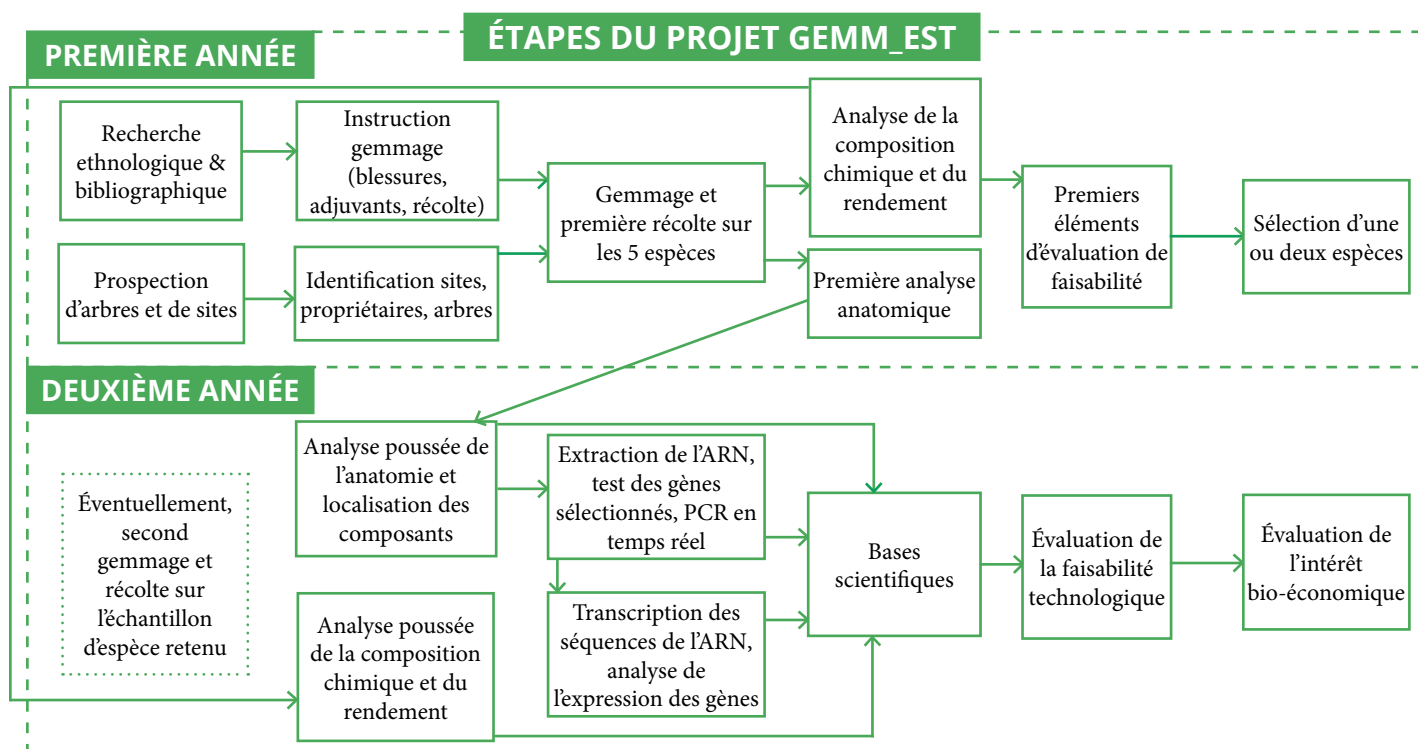 ÉTAPES DU PROJET GEMM_EST
PREMIÈRE ANNÉE
Recherche
ethnologique &
bibliographique
Instruction
gemmage
(blessures,
adjuvants, récolte)
Prospection
d'arbres et de sites
Identification sites,
propriétaires, arbres
Gemmage et
première récolte sur
les 5 espèces
Analyse de la
composition
chimique et du
rendement
Première analyse
anatomique
Premiers
éléments
d'évaluation de
faisabilité
Sélection d'une
ou deux espèces
DEUXIÈME ANNÉE
Éventuellement,
second
gemmage et
récolte sur
l'échantillon
d'espèce retenu
Analyse poussée de
l'anatomie et
localisation des
composants
Analyse poussée
de la composition
chimique et du
rendement
Extraction de l'ARN,
test des gènes
sélectionnés, PCR en
temps réel
Transcription des
séquences de l'ARN,
analyse de
l'expression des gènes
Bases
scientifiques
Évaluation de
la faisabilité
technologique
Évaluation de
l'intérêt
bio-économique